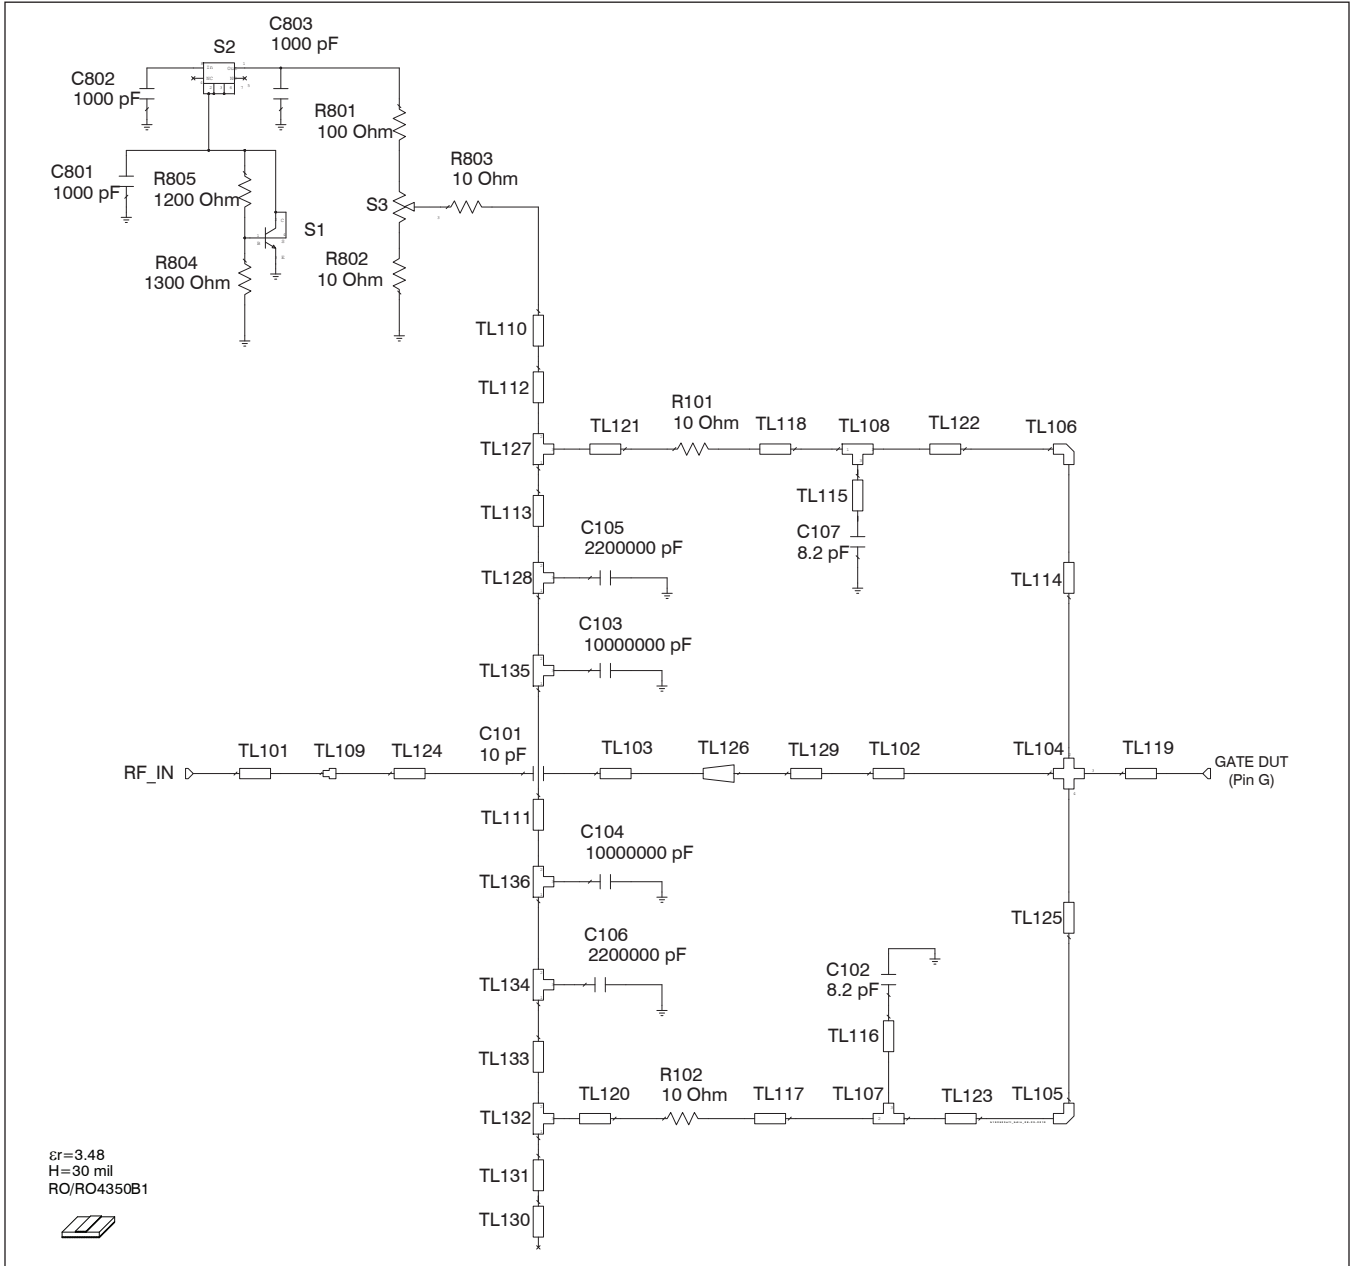 C803
1000 pF
S2
C802
1000 pF
R801
100 Ohm
R803
10 Ohm
C801
1000 pF
R805
1200 Ohm
S3
S1
R804
1300 Ohm
R802
10 Ohm
TL110
TL112
R101
10 Ohm
TL121
TL118
TL108
TL122
TL106
TL127
TL115
TL113
C105
2200000 pF
C107
8.2 pF
TL128
TL114
C103
10000000 pF
TL135
C101
10 pF
RF_IN
TL101
TL109
TL124
TL103
TL126
TL129
TL102
TL104
TL119
GATE DUT
(Pin G)
TL111
C104
10000000 pF
TL136
TL125
C106
2200000 pF
C102
8.2 pF
TL134
TL116
TL133
R102
10 Ohm
TL120
TL117
TL107
TL123
TL105
TL132
εr=3.48
H=30 mil
RO/RO4350B1
TL131
TL130